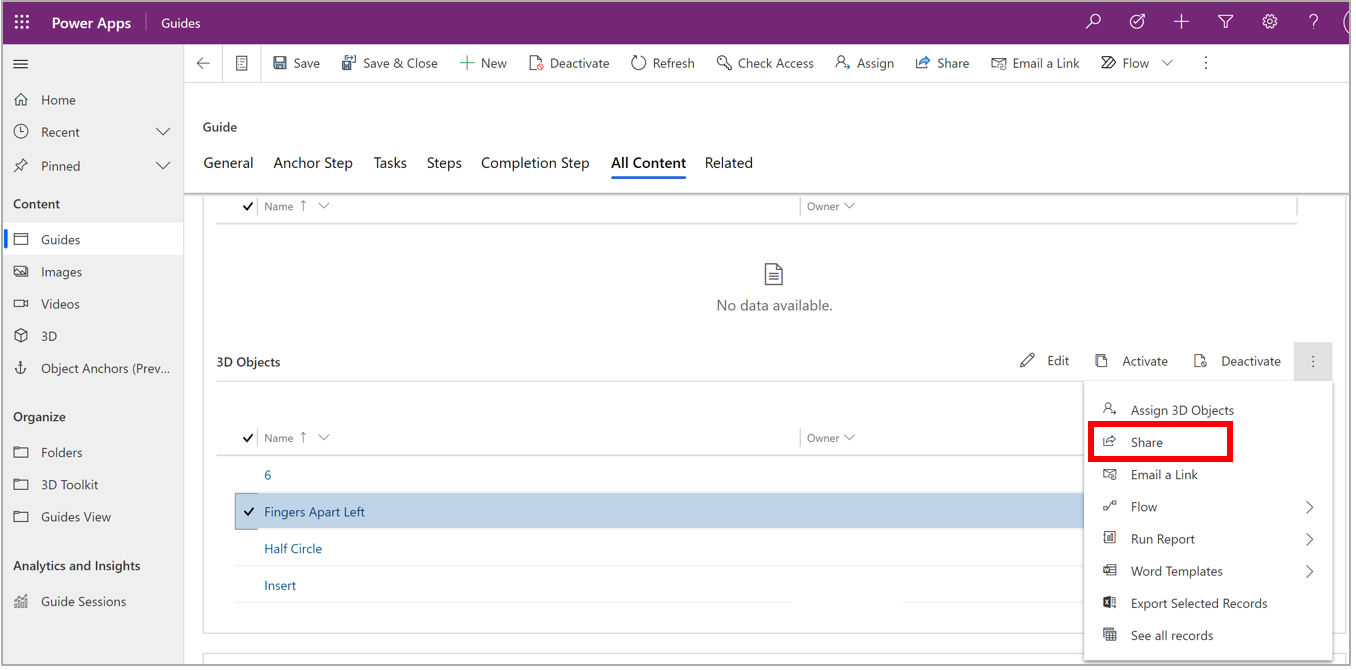 Power Apps Guides
Save Save & Close New Deactivate Refresh Check Access Assign Share Email a Link Flow
Home
Recent
Pinned
Content
Guides
Images
Videos
3D
Object Anchors (Prev...
Organize
Folders
3D Toolkit
Guides View
Analytics and Insights
Guide Sessions
Guide
General Anchor Step Tasks Steps Completion Step All Content Related
Name Owner
No data available.
3D Objects Edit Activate Deactivate
Name Owner
6
Fingers Apart Left
Half Circle
Insert
Assign 3D Objects
Share
Email a Link
Flow
Run Report
Word Templates
Export Selected Records
See all records